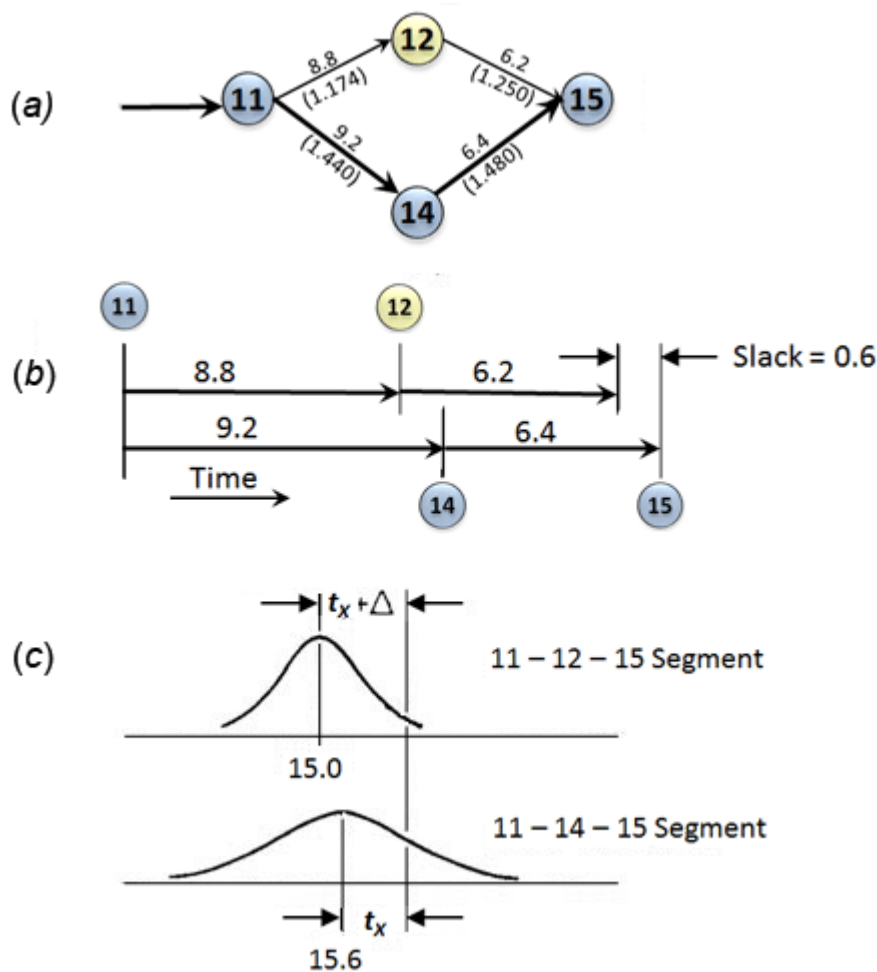 (a)
11
8.8
(1.174)
12
6.2
(1.250)
15
9.2
(1.440)
14
6.4
(1.480)
(b)
11
12
8.8
6.2
Slack = 0.6
9.2
6.4
Time
14
15
(c)
tx + Δ
11 – 12 – 15 Segment
15.0
11 – 14 – 15 Segment
tx
15.6